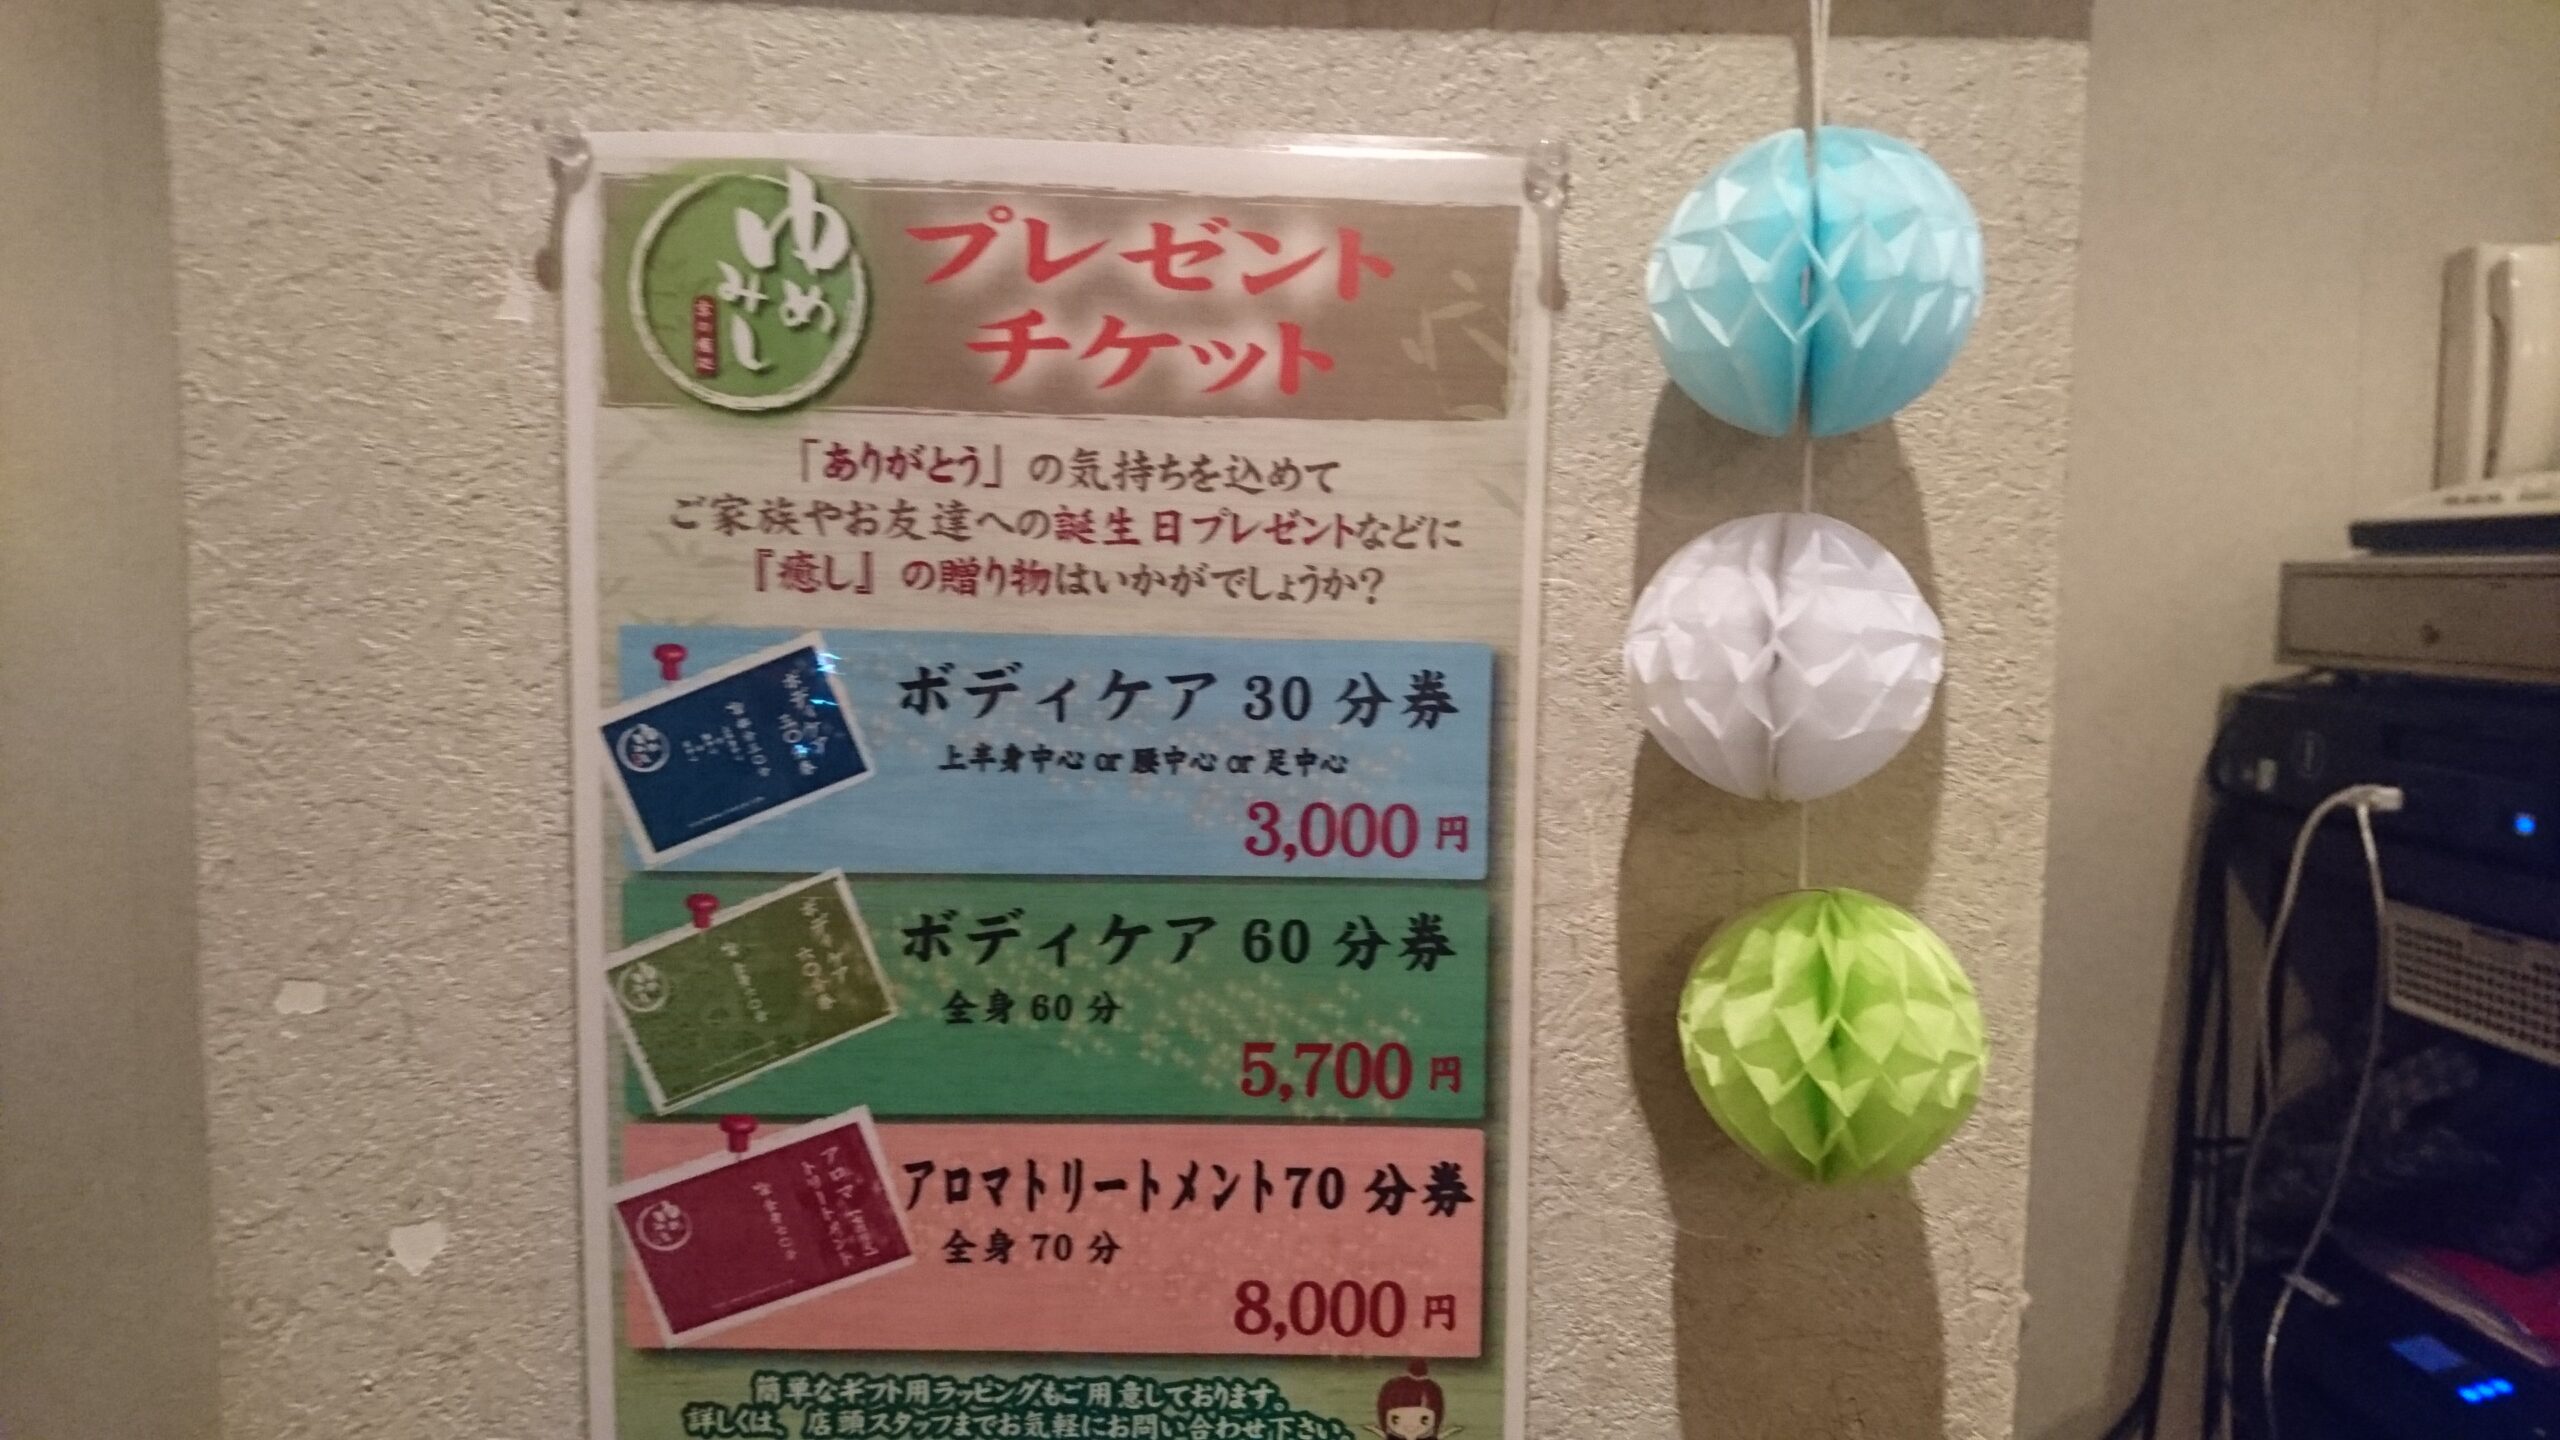 ゆめみし
プレゼント
チケット
「ありがとう」の気持ちを込めて
ご家族やお友達への誕生日プレゼントなどに
『癒し』の贈り物はいかがでしょうか?
ボディケア 30 分券
上半身中心 or 腰中心 or 足中心
3,000 円
ボディケア 60 分券
全身 60 分
5,700 円
アロマトリートメント 70 分券
全身 70 分
8,000 円
簡単なギフト用ラッピングもご用意しております。
詳しくは、店頭スタッフまでお気軽にお問い合わせ下さい。